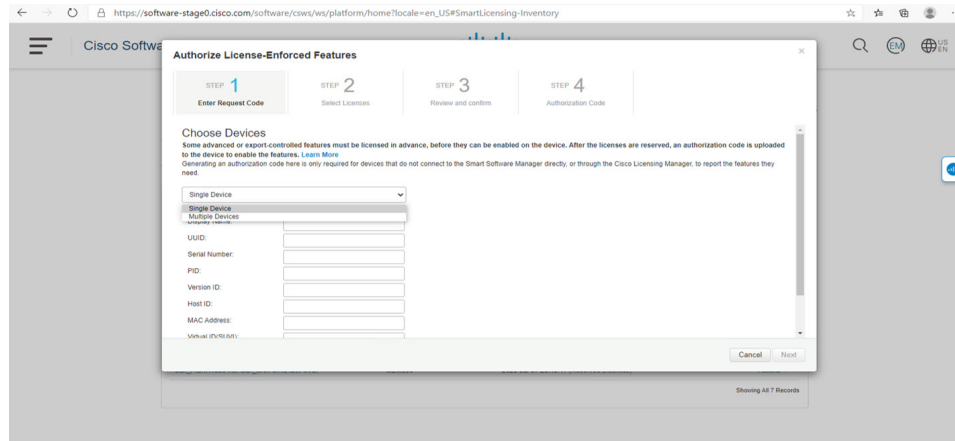 https://software-stage0.cisco.com/software/csws/ws/platform/home?locale=en_US#SmartLicensing-Inventory
Cisco Softwa
EM
US
EN
Authorize License-Enforced Features
×
STEP 1
Enter Request Code
STEP 2
Select Licenses
STEP 3
Review and confirm
STEP 4
Authorization Code
Choose Devices
Some advanced or export-controlled features must be licensed in advance, before they can be enabled on the device. After the licenses are reserved, an authorization code is uploaded
to the device to enable the features. Learn More
Generating an authorization code here is only required for devices that do not connect to the Smart Software Manager directly, or through the Cisco Licensing Manager, to report the features they
need.
Single Device
Single Device
Multiple Devices
Display Name:
UUID:
Serial Number:
PID:
Version ID:
Host ID:
MAC Address:
Virtual ID(SUVI):
Cancel
Next
Showing All 7 Records